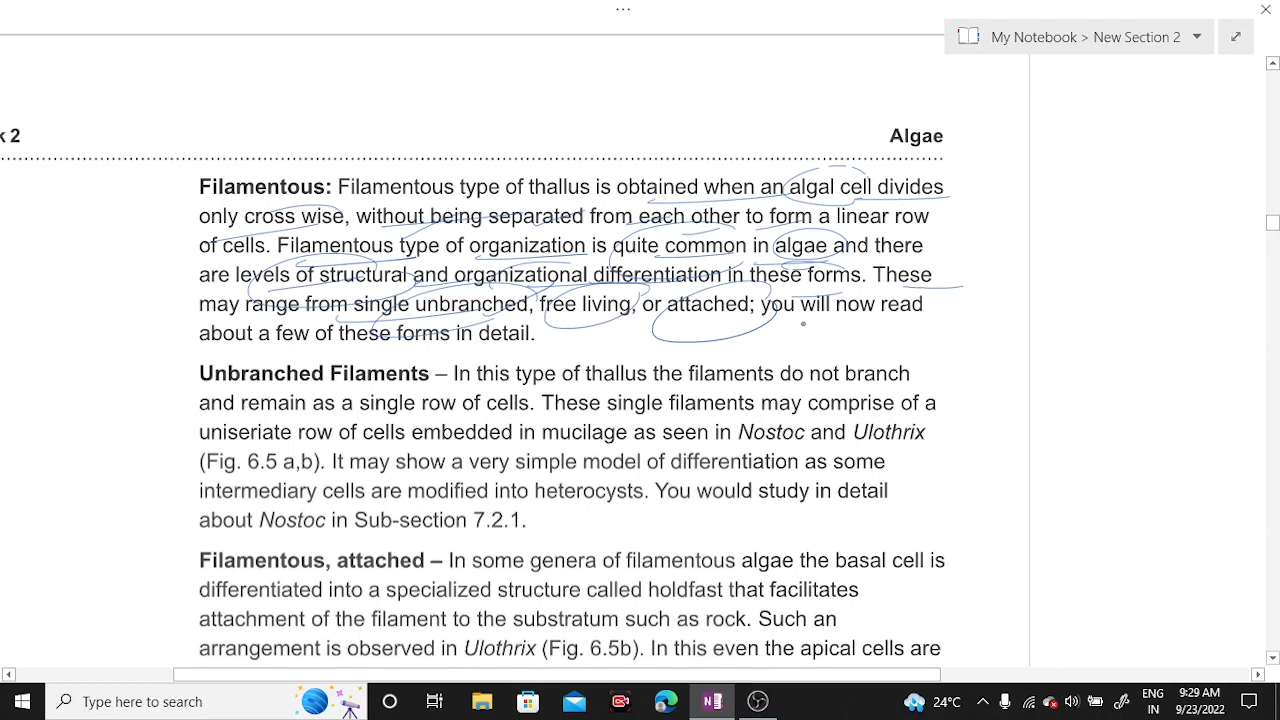 ...
My Notebook > New Section 2
k 2
Algae
Filamentous: Filamentous type of thallus is obtained when an algal cell divides
only cross wise, without being separated from each other to form a linear row
of cells. Filamentous type of organization is quite common in algae and there
are levels of structural and organizational differentiation in these forms. These
may range from single unbranched, free living, or attached; you will now read
about a few of these forms in detail.
Unbranched Filaments – In this type of thallus the filaments do not branch
and remain as a single row of cells. These single filaments may comprise of a
uniseriate row of cells embedded in mucilage as seen in Nostoc and Ulothrix
(Fig. 6.5 a,b). It may show a very simple model of differentiation as some
intermediary cells are modified into heterocysts. You would study in detail
about Nostoc in Sub-section 7.2.1.
Filamentous, attached – In some genera of filamentous algae the basal cell is
differentiated into a specialized structure called holdfast that facilitates
attachment of the filament to the substratum such as rock. Such an
arrangement is observed in Ulothrix (Fig. 6.5b). In this even the apical cells are
Type here to search
24°C
ENG
IN
9:29 AM
9/23/2022